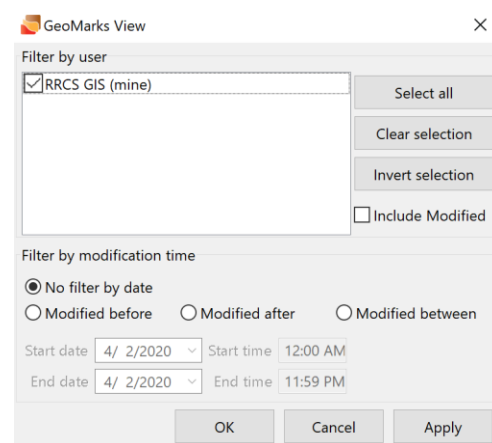 GeoMarks View
Filter by user
RRCS GIS (mine)
Select all
Clear selection
Invert selection
Include Modified
Filter by modification time
No filter by date
Modified before Modified after Modified between
Start date 4/ 2/2020 Start time 12:00 AM
End date 4/ 2/2020 End time 11:59 PM
OK Cancel Apply